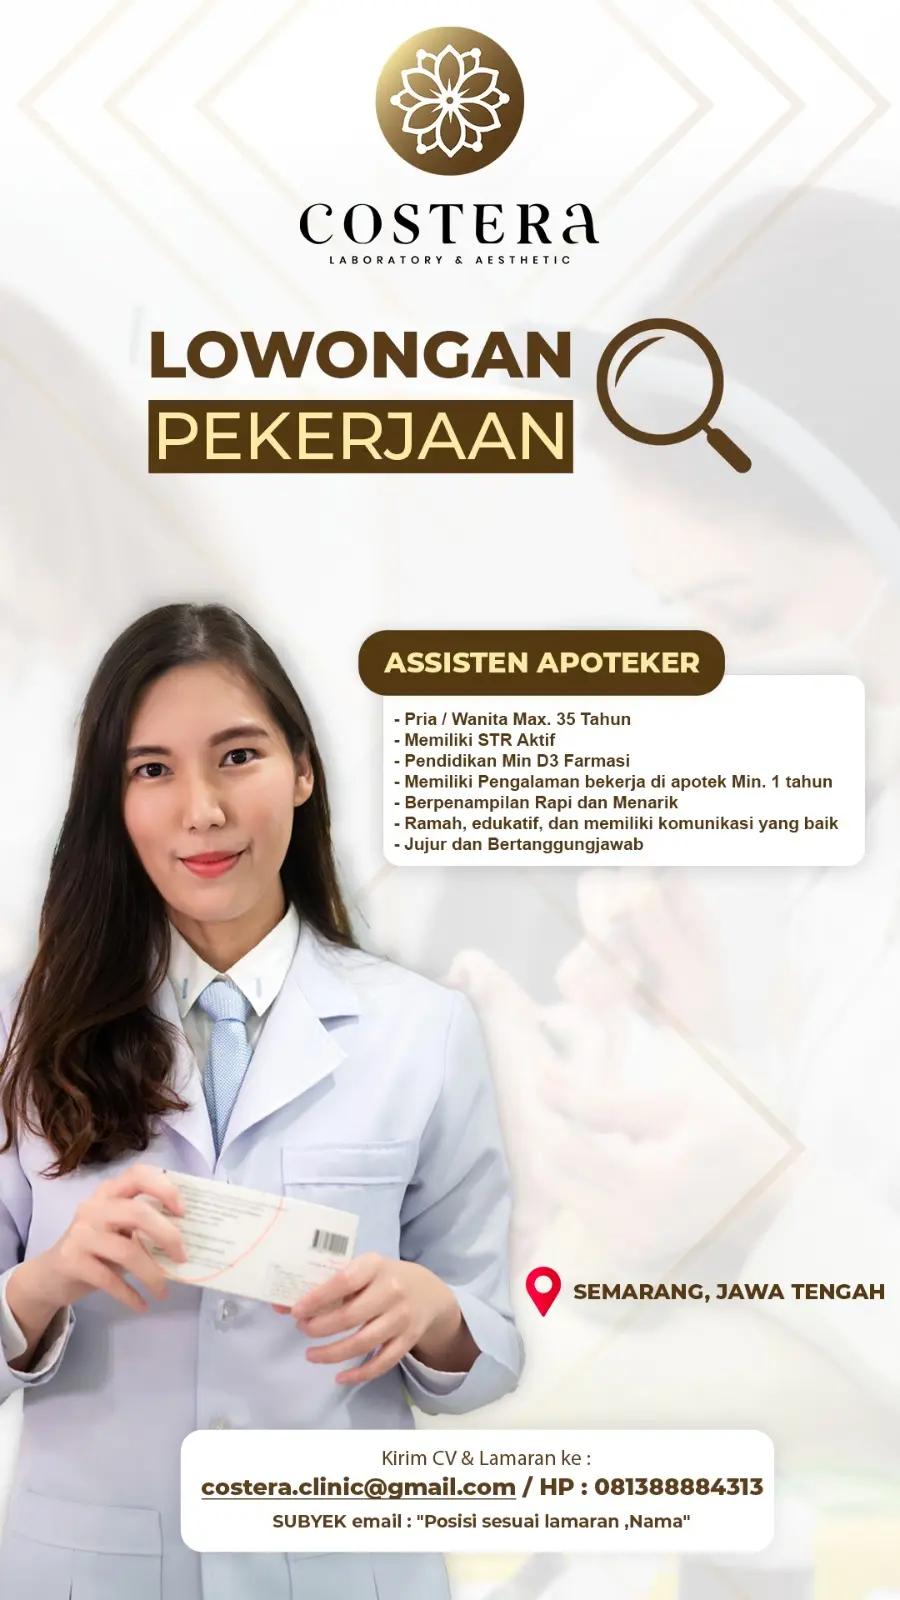 COSTERA
LABORATORY & AESTHETIC
LOWONGAN
PEKERJAAN
ASSISTEN APOTEKER
- Pria / Wanita Max. 35 Tahun
- Memiliki STR Aktif
- Pendidikan Min D3 Farmasi
- Memiliki Pengalaman bekerja di apotek Min. 1 tahun
- Berpenampilan Rapi dan Menarik
- Ramah, edukatif, dan memiliki komunikasi yang baik
- Jujur dan Bertanggungjawab
SEMARANG, JAWA TENGAH
Kirim CV & Lamaran ke :
costera.clinic@gmail.com / HP : 081388884313
SUBYEK email : "Posisi sesuai lamaran ,Nama"